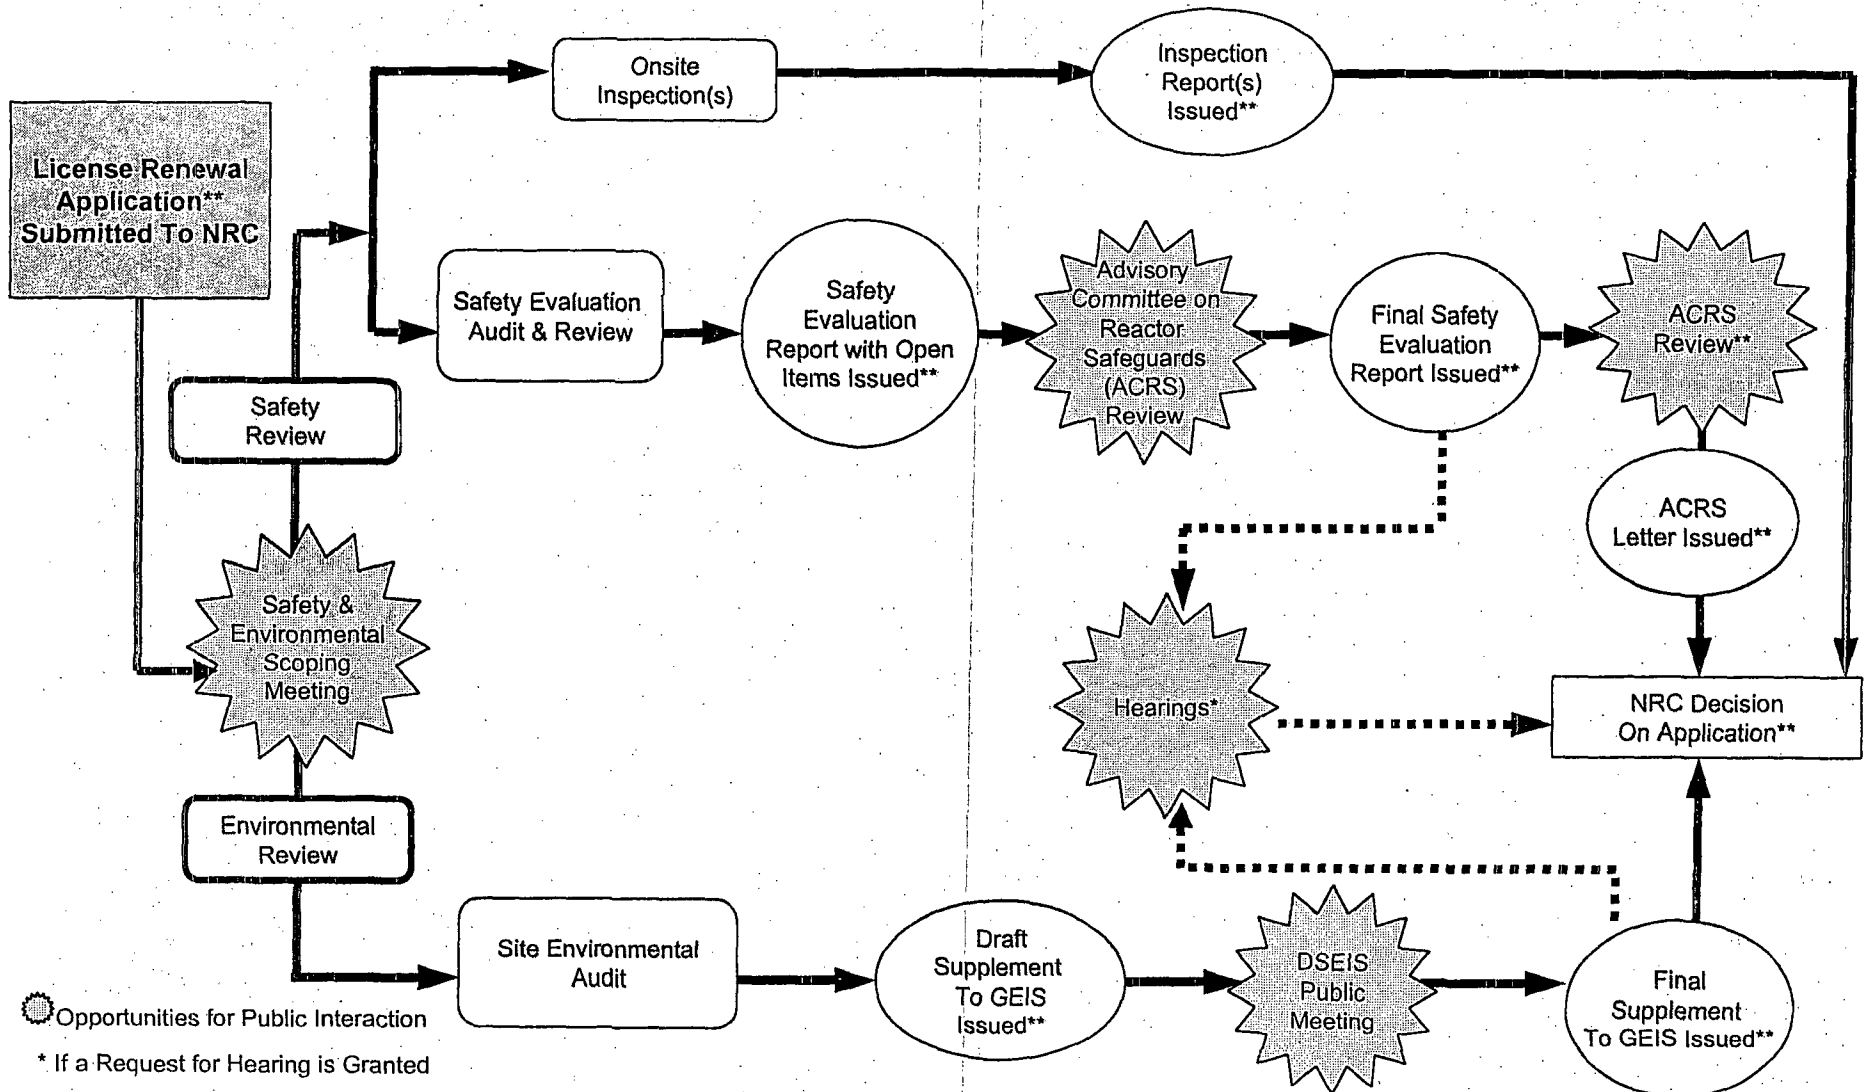 Onsite
Inspection(s)
Inspection
Report(s)
Issued**
License Renewal
Application**
Submitted To NRC
Safety Evaluation
Audit & Review
Safety
Evaluation
Report with Open
Items Issued**
Advisory
Committee on
Reactor
Safeguards
(ACRS)
Review
Final Safety
Evaluation
Report Issued**
ACRS
Review**
Safety
Review
ACRS
Letter Issued**
Safety &
Environmental
Scoping
Meeting
Hearings*
NRC Decision
On Application**
Environmental
Review
Site Environmental
Audit
Draft
Supplement
To GEIS
Issued**
DSEIS
Public
Meeting
Final
Supplement
To GEIS Issued**
Opportunities for Public Interaction
* If a Request for Hearing is Granted